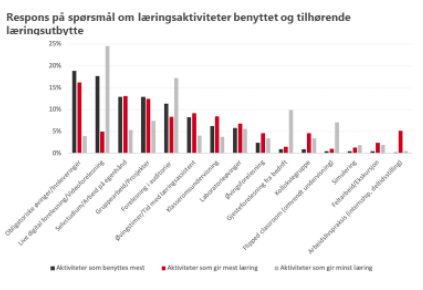 Respons på spørsmål om læringsaktiviteter benyttet og tilhørende
læringsutbytte
25%
20%
15%
10%
5%
0%
Obligatoriske øvinger/innleveringer
Live digital forelesning/Videoforelesning
Selvstudium/Arbeid på egenhånd
Gruppearbeid/Prosjekter
Forelesning i auditorier
Øvingstimer/Tid med læringsassistent
Klasseromsundervisning
Laboratorieøvinger
Øvingsforelesning
Gjesteforelesning fra bedrift
Kollokviegruppe
Flipped classroom (omvendt undervisning)
Simulering
Feltarbeid/Ekskursjon
Arbeidslivspraksis (internship, deltidsstilling)
Aktiviteter som benyttes mest
Aktiviteter som gir mest læring
Aktiviteter som gir minst læring